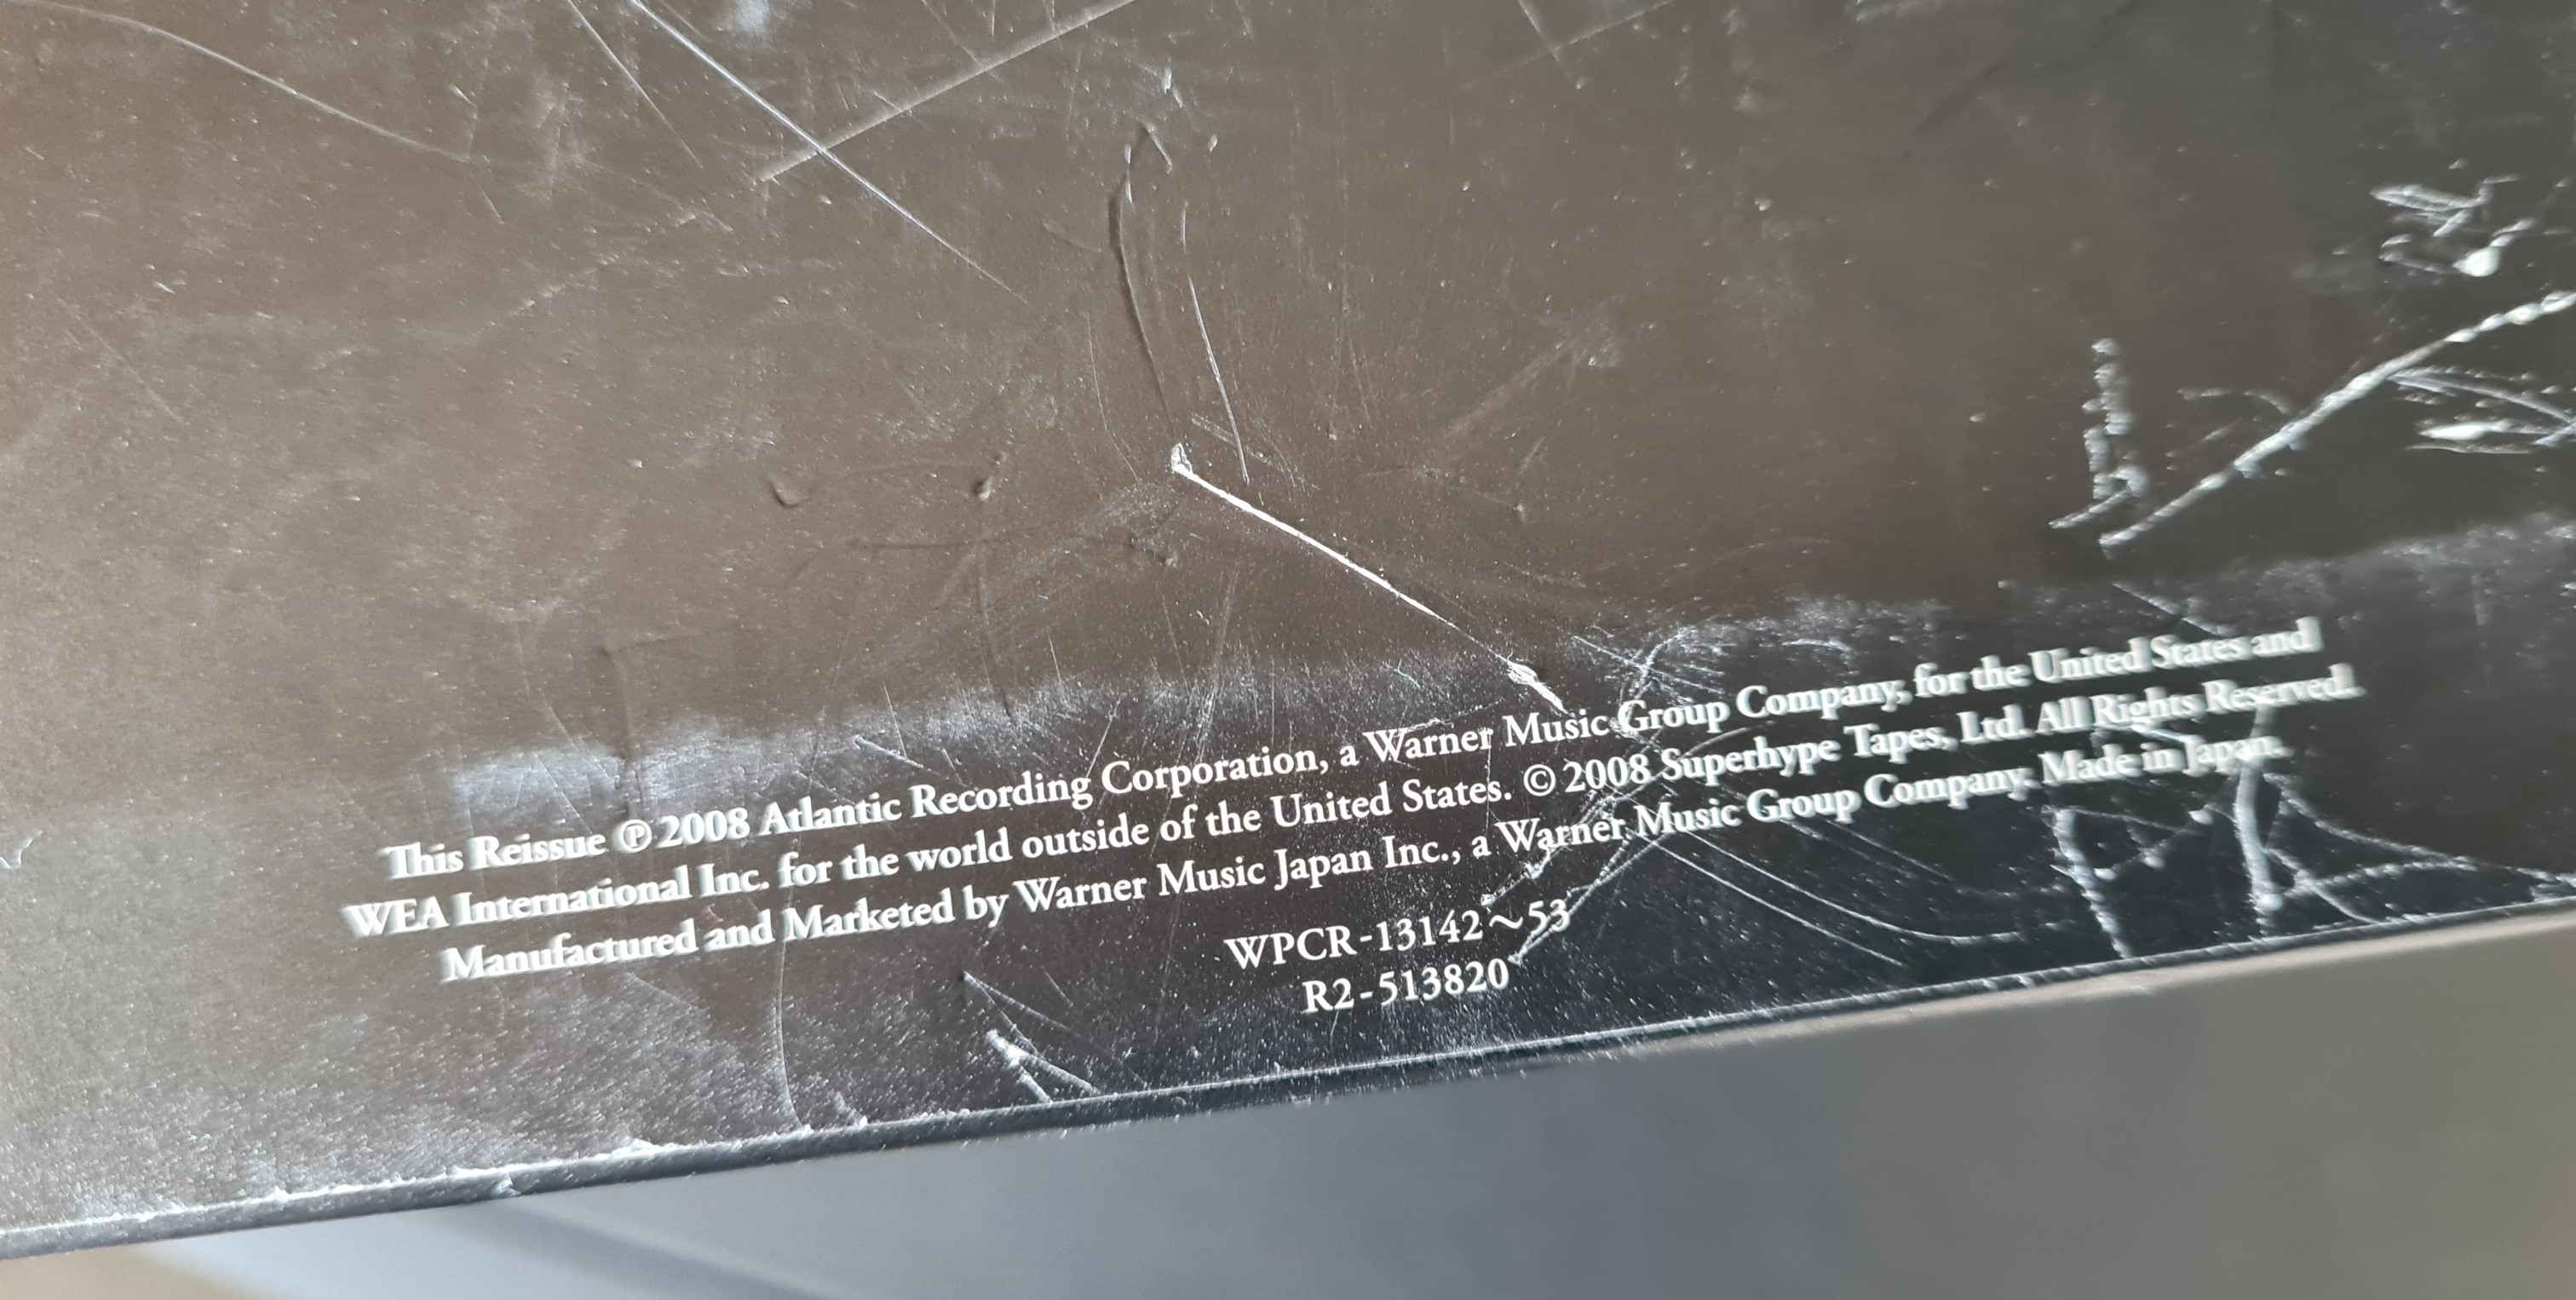 This Reissue ℗ 2008 Atlantic Recording Corporation, a Warner Music Group Company, for the United States and
WEA International Inc. for the world outside of the United States. © 2008 Superhype Tapes, Ltd. All Rights Reserved.
Manufactured and Marketed by Warner Music Japan Inc., a Warner Music Group Company. Made in Japan.
WPCR-13142~53
R2-513820